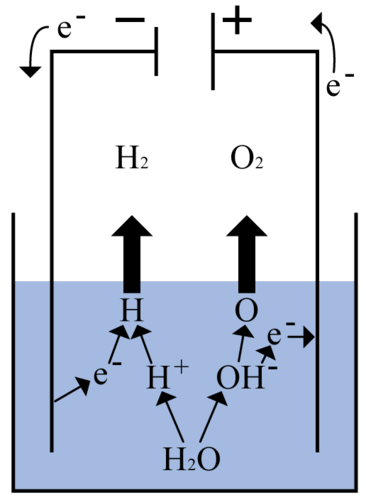 e⁻ − +
e⁻
H₂ O₂
H O
e⁻
e⁻ H⁺ OH⁻
H₂O